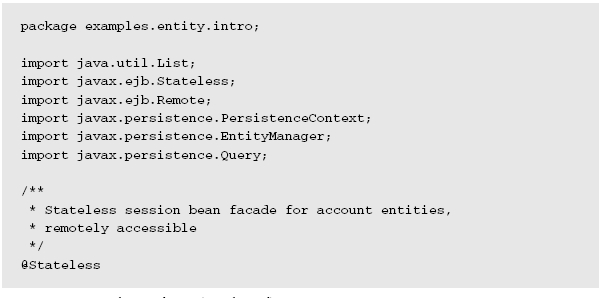 package examples.entity.intro;
import java.util.List;
import javax.ejb.Stateless;
import javax.ejb.Remote;
import javax.persistence.PersistenceContext;
import javax.persistence.EntityManager;
import javax.persistence.Query;
/**
 * Stateless session bean facade for account entities,
 * remotely accessible
 */
@Stateless